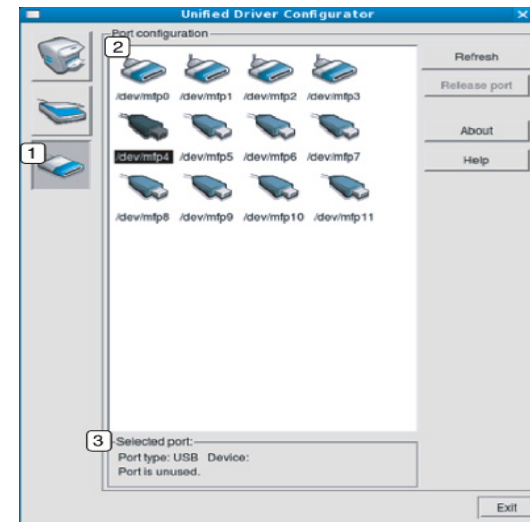 Unified Driver Configurator
Port configuration
2
/dev/mfp0 /dev/mfp1 /dev/mfp2 /dev/mfp3
/dev/mfp4 /dev/mfp5 /dev/mfp6 /dev/mfp7
/dev/mfp8 /dev/mfp9 /dev/mfp10 /dev/mfp11
Refresh
Release port
About
Help
1
3
Selected port:
Port type: USB Device:
Port is unused.
Exit